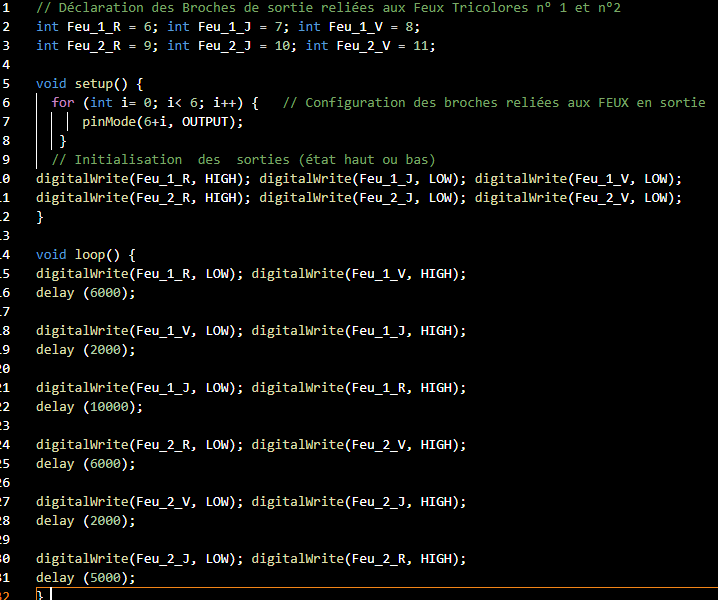 1 // Déclaration des Broches de sortie reliées aux Feux Tricolores n° 1 et n°2
2 int Feu_1_R = 6; int Feu_1_J = 7; int Feu_1_V = 8;
3 int Feu_2_R = 9; int Feu_2_J = 10; int Feu_2_V = 11;
4
5 void setup() {
6 for (int i= 0; i< 6; i++) { // Configuration des broches reliées aux FEUX en sortie
7 pinMode(6+i, OUTPUT);
8 }
9 // Initialisation des sorties (état haut ou bas)
10 digitalWrite(Feu_1_R, HIGH); digitalWrite(Feu_1_J, LOW); digitalWrite(Feu_1_V, LOW);
11 digitalWrite(Feu_2_R, HIGH); digitalWrite(Feu_2_J, LOW); digitalWrite(Feu_2_V, LOW);
12 }
13
14 void loop() {
15 digitalWrite(Feu_1_R, LOW); digitalWrite(Feu_1_V, HIGH);
16 delay (6000);
17
18 digitalWrite(Feu_1_V, LOW); digitalWrite(Feu_1_J, HIGH);
19 delay (2000);
20
21 digitalWrite(Feu_1_J, LOW); digitalWrite(Feu_1_R, HIGH);
22 delay (10000);
23
24 digitalWrite(Feu_2_R, LOW); digitalWrite(Feu_2_V, HIGH);
25 delay (6000);
26
27 digitalWrite(Feu_2_V, LOW); digitalWrite(Feu_2_J, HIGH);
28 delay (2000);
29
30 digitalWrite(Feu_2_J, LOW); digitalWrite(Feu_2_R, HIGH);
31 delay (5000);
32 }